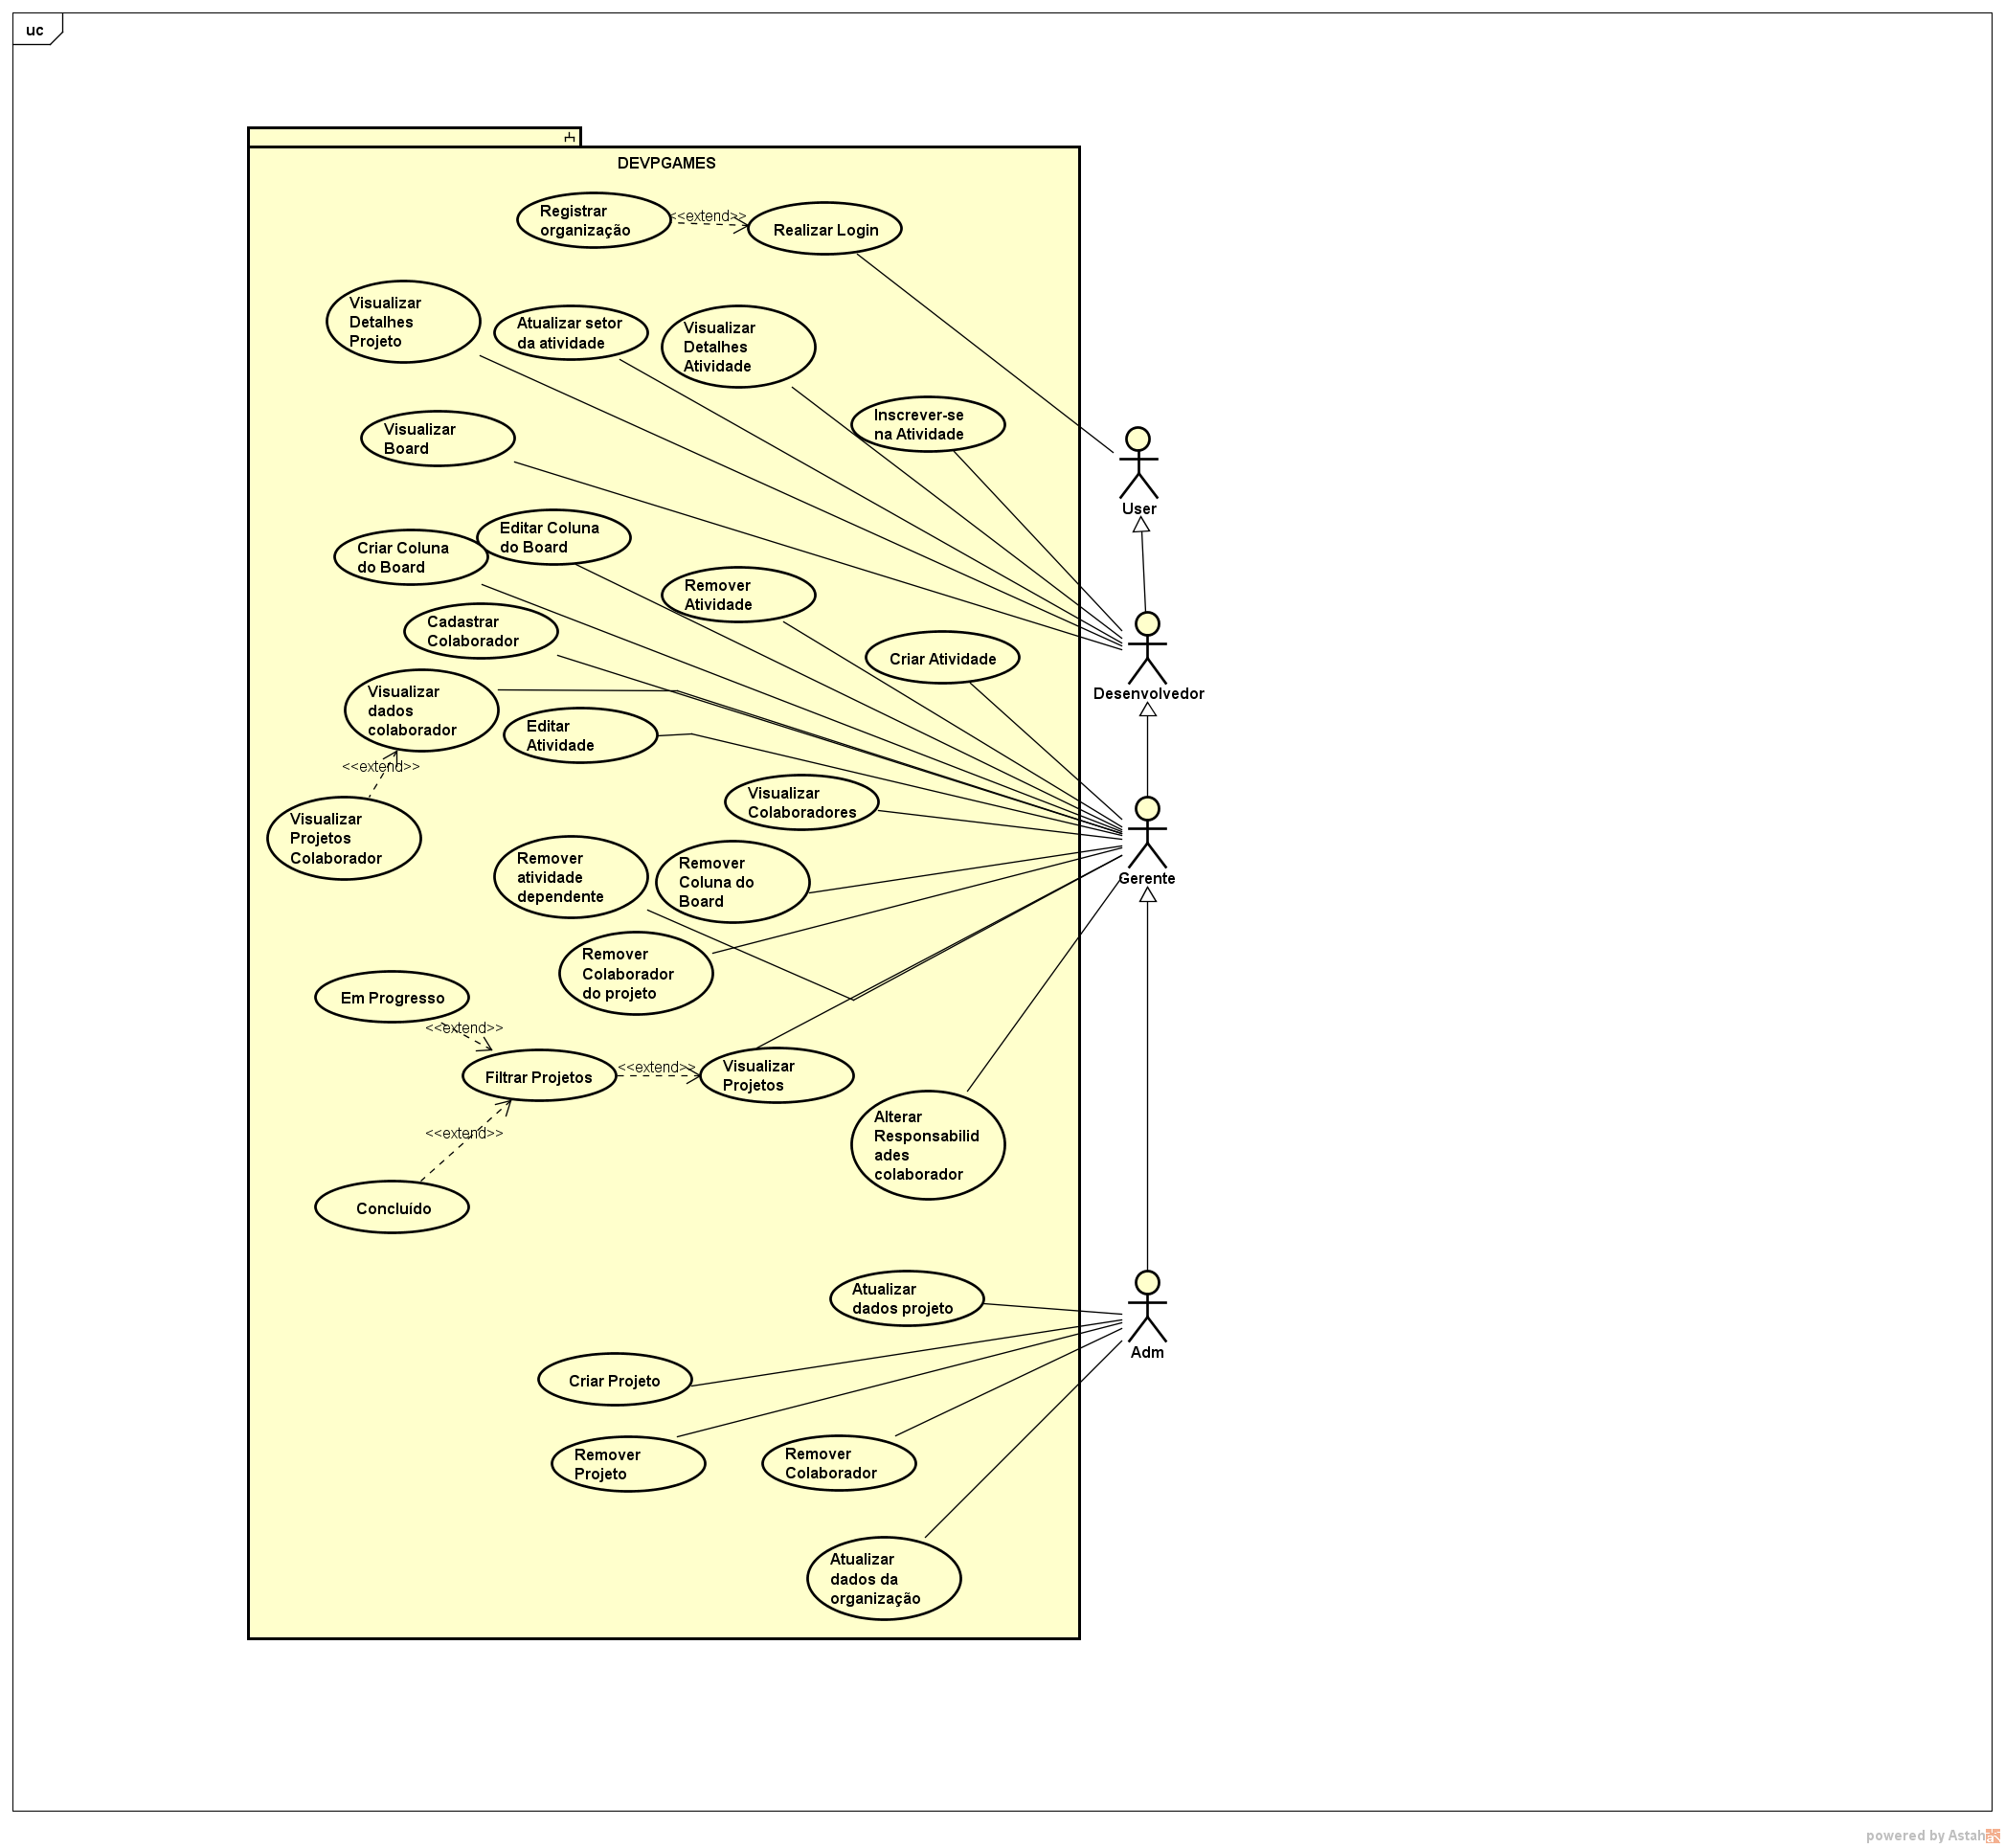 uc
DEVPGAMES
Registrar
organização
<<extend>>
Realizar Login
Visualizar
Detalhes
Projeto
Atualizar setor
da atividade
Visualizar
Detalhes
Atividade
Inscrever-se
na Atividade
Visualizar
Board
User
Editar Coluna
do Board
Criar Coluna
do Board
Remover
Atividade
Cadastrar
Colaborador
Criar Atividade
Desenvolvedor
Visualizar
dados
colaborador
Editar
Atividade
<<extend>>
Visualizar
Colaboradores
Visualizar
Projetos
Colaborador
Remover
atividade
dependente
Remover
Coluna do
Board
Gerente
Remover
Colaborador
do projeto
Em Progresso
<<extend>>
Filtrar Projetos
<<extend>>
Visualizar
Projetos
<<extend>>
Alterar
Responsabilid
ades
colaborador
Concluído
Atualizar
dados projeto
Adm
Criar Projeto
Remover
Projeto
Remover
Colaborador
Atualizar
dados da
organização
powered by Astah